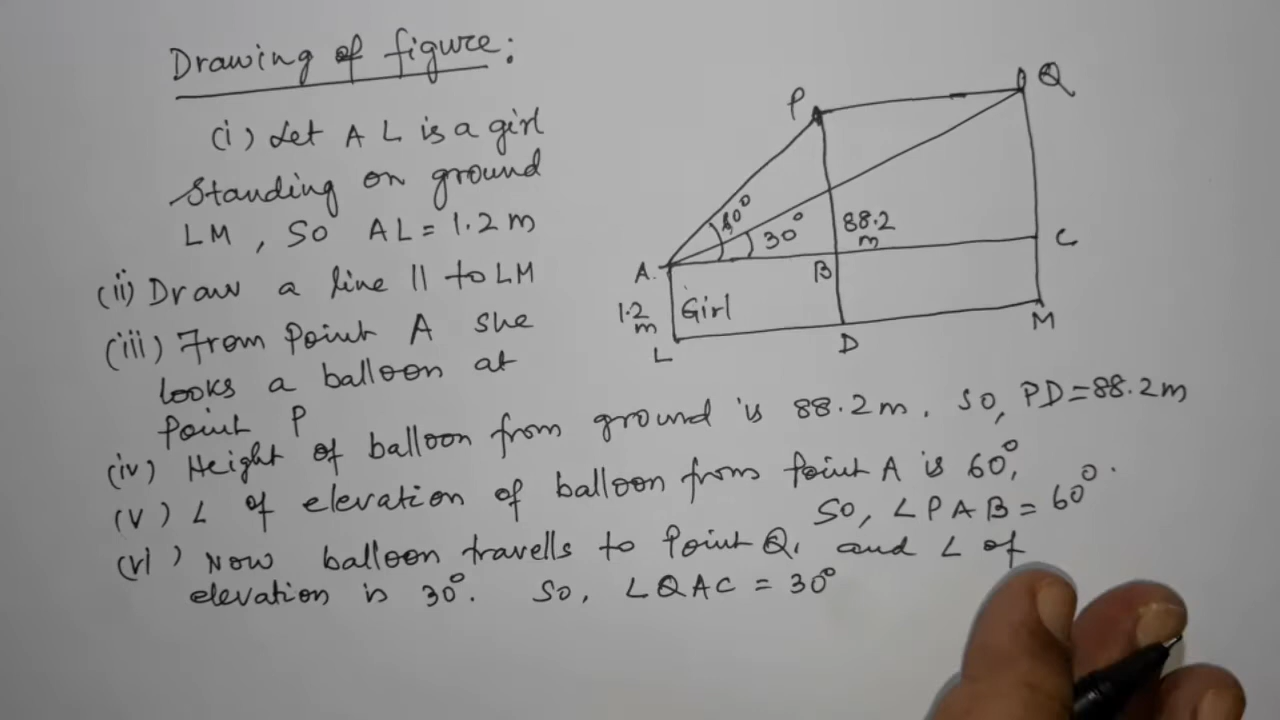 Drawing of figure:
(i) Let AL is a girl
standing on ground
LM, So AL = 1.2 m
(ii) Draw a line || to LM
(iii) From Point A she
looks a balloon at
Point P
(iv) Height of balloon from ground is 88.2 m. So, PD = 88.2 m
(v) ∠ of elevation of balloon from Point A is 60°,
So, ∠PAB = 60°.
(vi) Now balloon travells to Point Q, and ∠ of
elevation is 30°. So, ∠QAC = 30°
P
Q
60°
30°
88.2
m
C
A
B
1.2
m
Girl
L
D
M